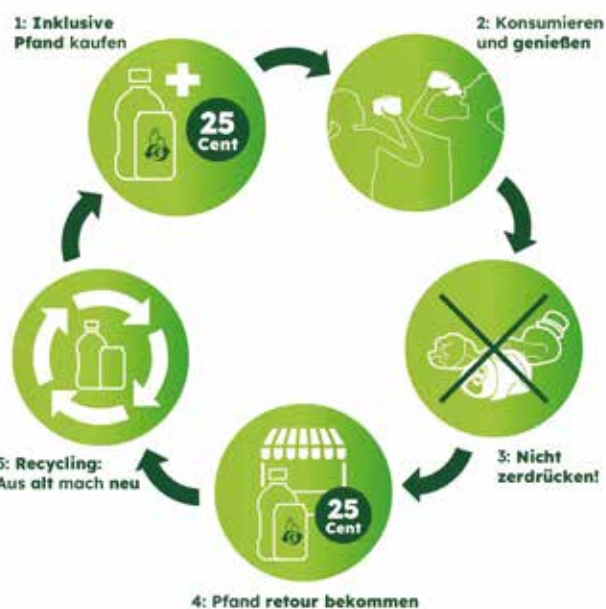 1: Inklusive
Pfand kaufen
25
Cent
2: Konsumieren
und genießen
3: Nicht
zerdrücken!
25
Cent
4: Pfand retour bekommen
5: Recycling:
Aus alt mach neu